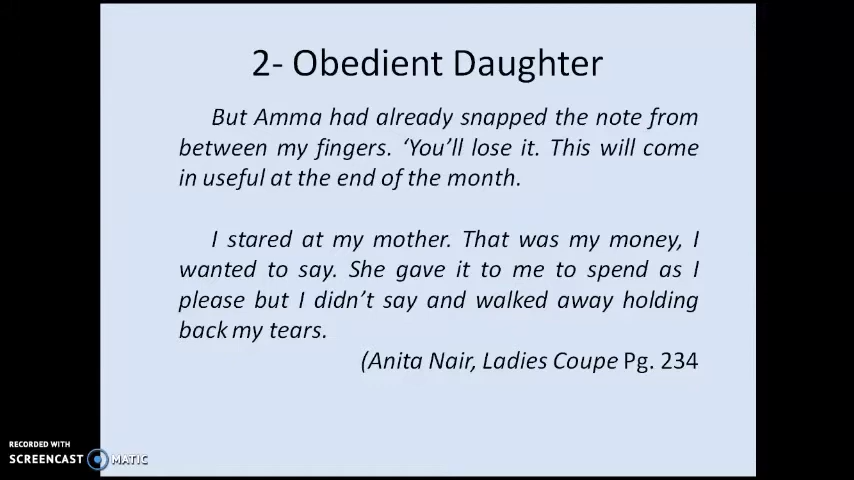 2- Obedient Daughter
But Amma had already snapped the note from
between my fingers. ‘You’ll lose it. This will come
in useful at the end of the month.
I stared at my mother. That was my money, I
wanted to say. She gave it to me to spend as I
please but I didn’t say and walked away holding
back my tears.
(Anita Nair, Ladies Coupe Pg. 234
RECORDED WITH
SCREENCAST MATIC